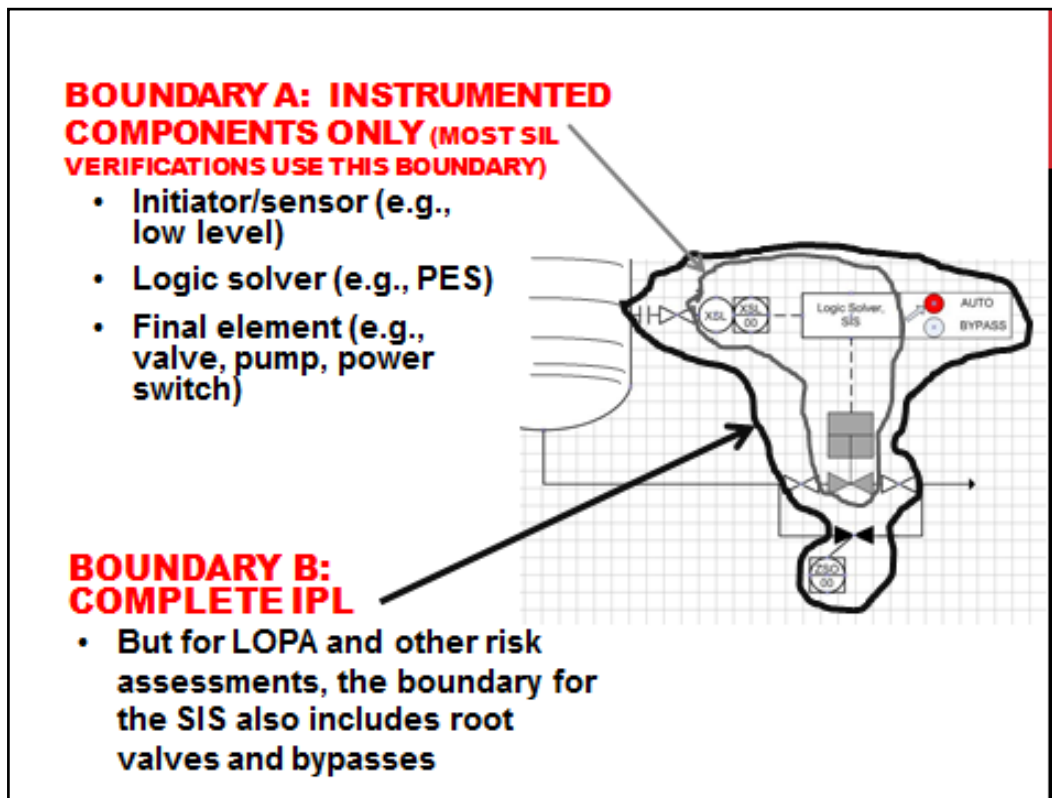 BOUNDARY A: INSTRUMENTED
COMPONENTS ONLY (MOST SIL
VERIFICATIONS USE THIS BOUNDARY)
• Initiator/sensor (e.g.,
low level)
• Logic solver (e.g., PES)
• Final element (e.g.,
valve, pump, power
switch)
XSL
XSL
00
Logic Solver,
SIS
AUTO
BYPASS
ZSO
00
BOUNDARY B:
COMPLETE IPL
• But for LOPA and other risk
assessments, the boundary for
the SIS also includes root
valves and bypasses